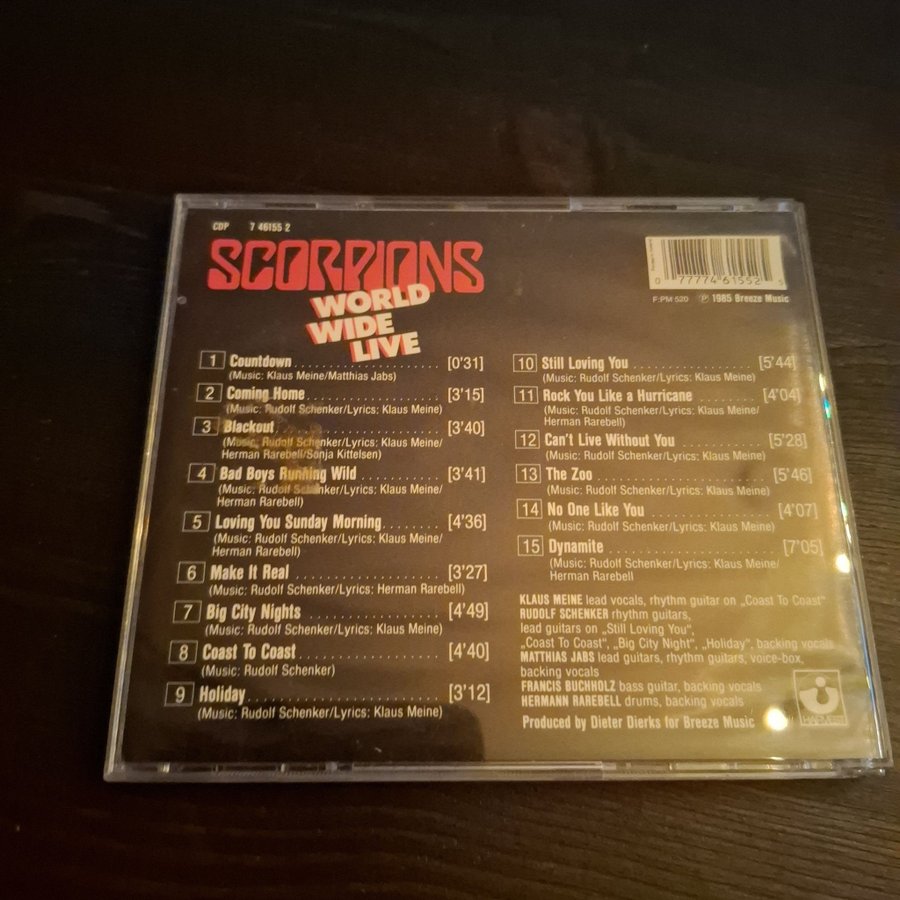 CDP 7 46155 2
SCORPIONS
WORLD
WIDE
LIVE
0 77774 61552 5
F: PM 520 ℗ 1985 Breeze Music
1 Countdown [0'31]
(Music: Klaus Meine/Matthias Jabs)
2 Coming Home [3'15]
(Music: Rudolf Schenker/Lyrics: Klaus Meine)
3 Blackout [3'40]
(Music: Rudolf Schenker/Lyrics: Klaus Meine/
Herman Rarebell/Sonja Kittelsen)
4 Bad Boys Running Wild [3'41]
(Music: Rudolf Schenker/Lyrics: Klaus Meine/
Herman Rarebell)
5 Loving You Sunday Morning [4'36]
(Music: Rudolf Schenker/Lyrics: Klaus Meine/
Herman Rarebell)
6 Make It Real [3'27]
(Music: Rudolf Schenker/Lyrics: Herman Rarebell)
7 Big City Nights [4'49]
(Music: Rudolf Schenker/Lyrics: Klaus Meine)
8 Coast To Coast [4'40]
(Music: Rudolf Schenker)
9 Holiday [3'12]
(Music: Rudolf Schenker/Lyrics: Klaus Meine)
10 Still Loving You [5'44]
(Music: Rudolf Schenker/Lyrics: Klaus Meine)
11 Rock You Like a Hurricane [4'04]
(Music: Rudolf Schenker/Lyrics: Klaus Meine/
Herman Rarebell)
12 Can't Live Without You [5'28]
(Music: Rudolf Schenker/Lyrics: Klaus Meine)
13 The Zoo [5'46]
(Music: Rudolf Schenker/Lyrics: Klaus Meine)
14 No One Like You [4'07]
(Music: Rudolf Schenker/Lyrics: Klaus Meine)
15 Dynamite [7'05]
(Music: Rudolf Schenker/Lyrics: Klaus Meine/
Herman Rarebell
KLAUS MEINE lead vocals, rhythm guitar on „Coast To Coast“
RUDOLF SCHENKER rhythm guitars,
lead guitars on „Still Loving You“,
„Coast To Coast“, „Big City Night“, „Holiday“, backing vocals
MATTHIAS JABS lead guitars, rhythm guitars, voice-box,
backing vocals
FRANCIS BUCHHOLZ bass guitar, backing vocals
HERMANN RAREBELL drums, backing vocals
Produced by Dieter Dierks for Breeze Music
HARVEST